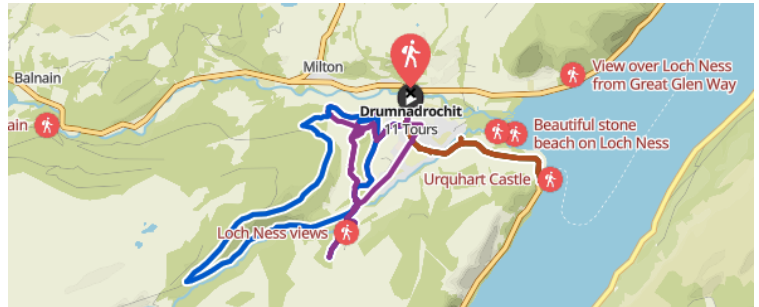 View over Loch Ness
from Great Glen Way
Milton
Balnain
Drumnadrochit
11 Tours
ain
Beautiful stone
beach on Loch Ness
Urquhart Castle
Loch Ness views